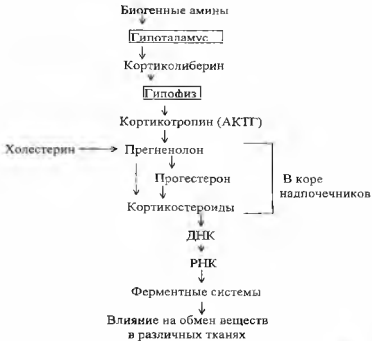 Биогенные амины
Гипоталамус
Кортиколиберин
Гипофиз
Кортикотропин (АКТГ)
Холестерин
Прегненолон
Прогестерон
Кортикостероиды
В коре
надпочечников
ДНК
РНК
Ферментные системы
Влияние на обмен веществ
в различных тканях